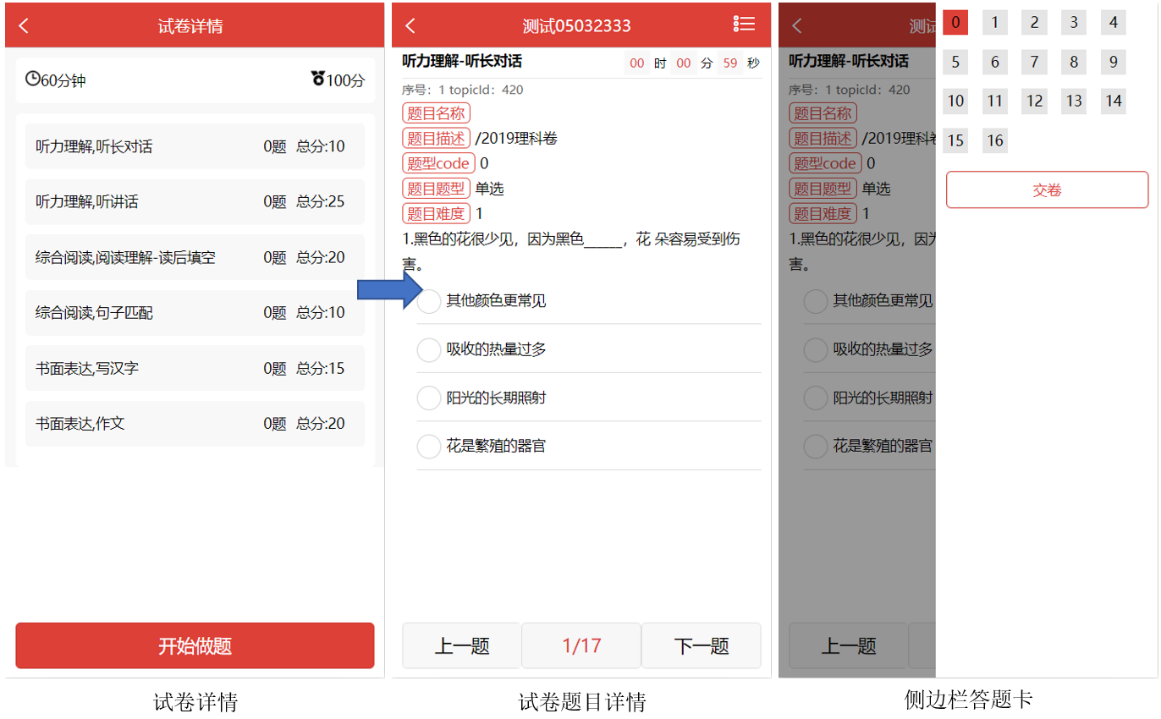 试卷详情
60分钟 100分
听力理解,听长对话 0题 总分:10
听力理解,听讲话 0题 总分:25
综合阅读,阅读理解-读后填空 0题 总分:20
综合阅读,句子匹配 0题 总分:10
书面表达,写汉字 0题 总分:15
书面表达,作文 0题 总分:20
开始做题
试卷详情
测试05032333
听力理解-听长对话 00 时 00 分 59 秒
序号: 1 topicId: 420
题目名称
题目描述 /2019理科卷
题型code 0
题目题型 单选
题目难度 1
1.黑色的花很少见，因为黑色_____，花 朵容易受到伤
害。
其他颜色更常见
吸收的热量过多
阳光的长期照射
花是繁殖的器官
上一题 1/17 下一题
试卷题目详情
测试
听力理解-听长对话
序号: 1 topicId: 420
题目名称
题目描述 /2019理科
题型code 0
题目题型 单选
题目难度 1
1.黑色的花很少见，因为
害。
其他颜色更常见
吸收的热量过多
阳光的长期照射
花是繁殖的器官
上一题
0 1 2 3 4
5 6 7 8 9
10 11 12 13 14
15 16
交卷
侧边栏答题卡